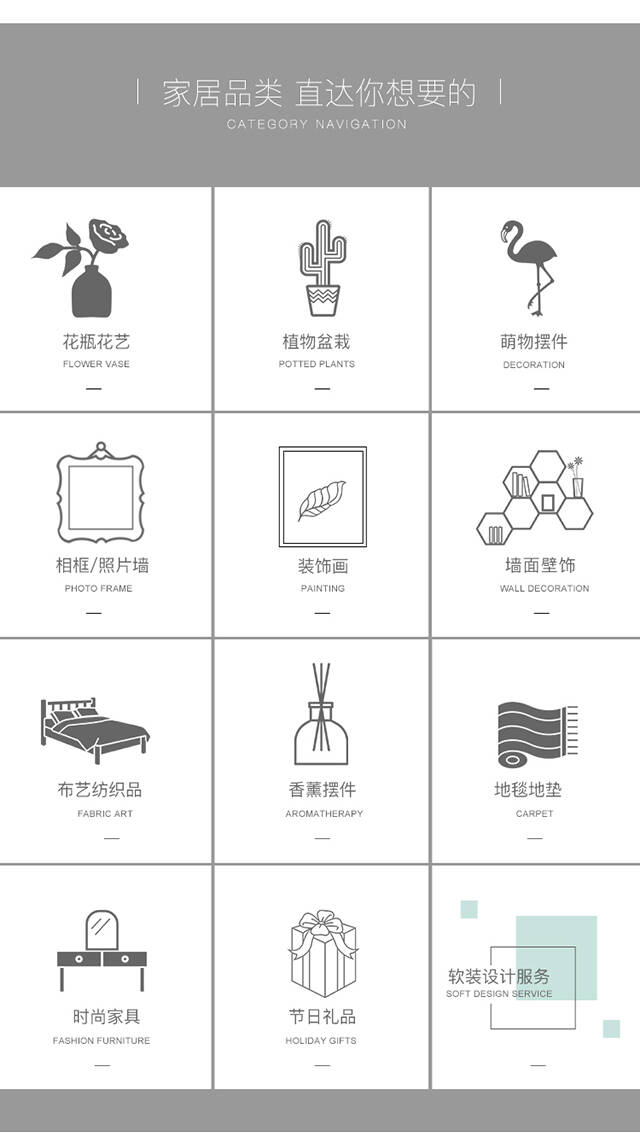 家居品类 直达你想要的
CATEGORY NAVIGATION
花瓶花艺
FLOWER VASE
植物盆栽
POTTED PLANTS
萌物摆件
DECORATION
相框/照片墙
PHOTO FRAME
装饰画
PAINTING
墙面壁饰
WALL DECORATION
布艺纺织品
FABRIC ART
香薰摆件
AROMATHERAPY
地毯地垫
CARPET
时尚家具
FASHION FURNITURE
节日礼品
HOLIDAY GIFTS
软装设计服务
SOFT DESIGN SERVICE